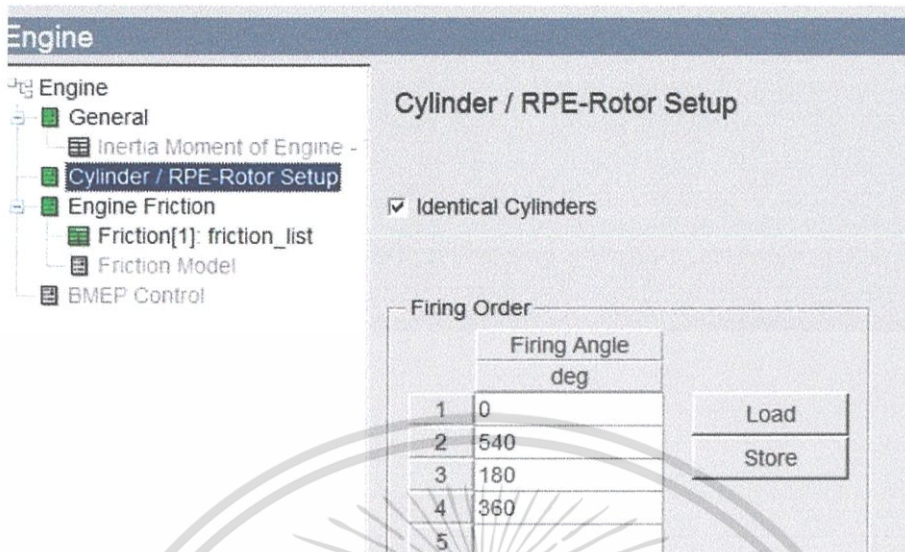 Engine
Engine
General
Inertia Moment of Engine -
Cylinder / RPE-Rotor Setup
Engine Friction
Friction[1]: friction_list
Friction Model
BMEP Control
Cylinder / RPE-Rotor Setup
Identical Cylinders
Firing Order
Firing Angle
deg
1 0
2 540
3 180
4 360
5
Load
Store